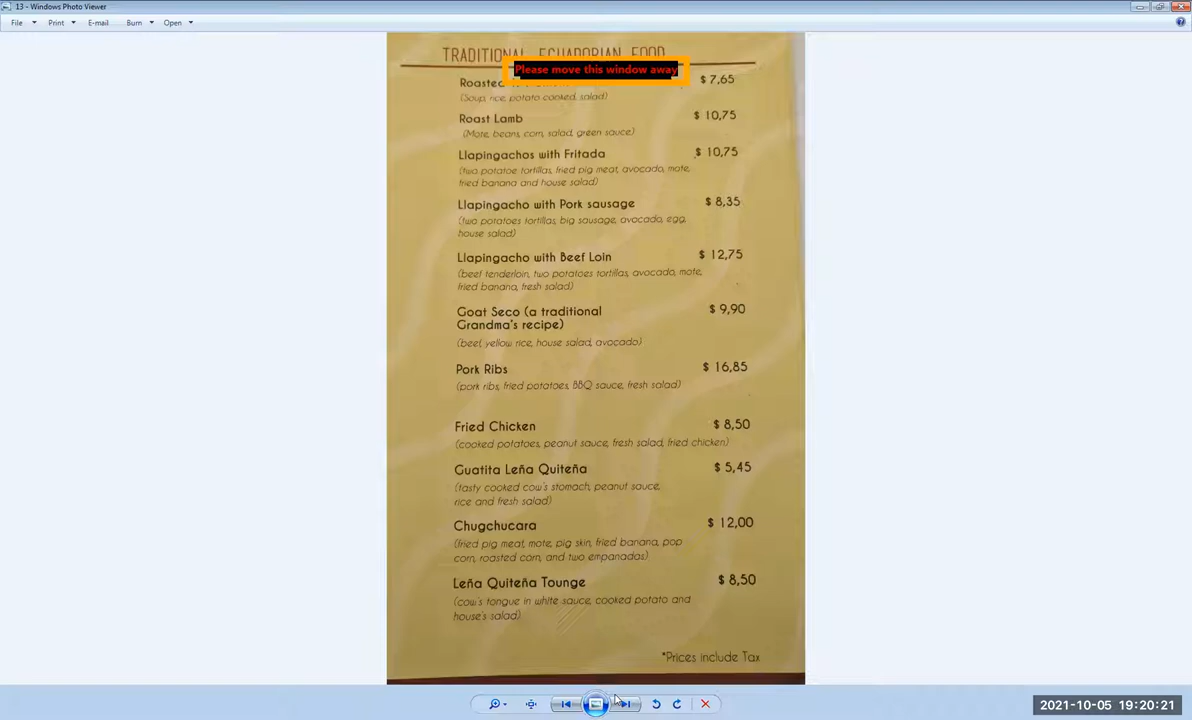 13 - Windows Photo Viewer
File Print E-mail Burn Open
TRADITIONAL ECUADORIAN FOOD
Please move this window away
Roasted $ 7,65
(Soup, rice, potato cooked, salad)
Roast Lamb $ 10,75
(Mote, beans, corn, salad, green sauce)
Llapingachos with Fritada $ 10,75
(two potatoe tortillas, fried pig meat, avocado, mote,
fried banana and house salad)
Llapingacho with Pork sausage $ 8,35
(two potatoes tortillas, big sausage, avocado, egg,
house salad)
Llapingacho with Beef Loin $ 12,75
(beef tenderloin, two potatoes tortillas, avocado, mote,
fried banana, fresh salad)
Goat Seco (a traditional $ 9,90
Grandma's recipe)
(beef, yellow rice, house salad, avocado)
Pork Ribs $ 16,85
(pork ribs, fried potatoes, BBQ sauce, fresh salad)
Fried Chicken $ 8,50
(cooked potatoes, peanut sauce, fresh salad, fried chicken)
Guatita Leña Quiteña $ 5,45
(tasty cooked cow's stomach, peanut sauce,
rice and fresh salad)
Chugchucara $ 12,00
(fried pig meat, mote, pig skin, fried banana, pop
corn, roasted corn, and two empanadas)
Leña Quiteña Tounge $ 8,50
(cow's tongue in white sauce, cooked potato and
house's salad)
*Prices include Tax
2021-10-05 19:20:21